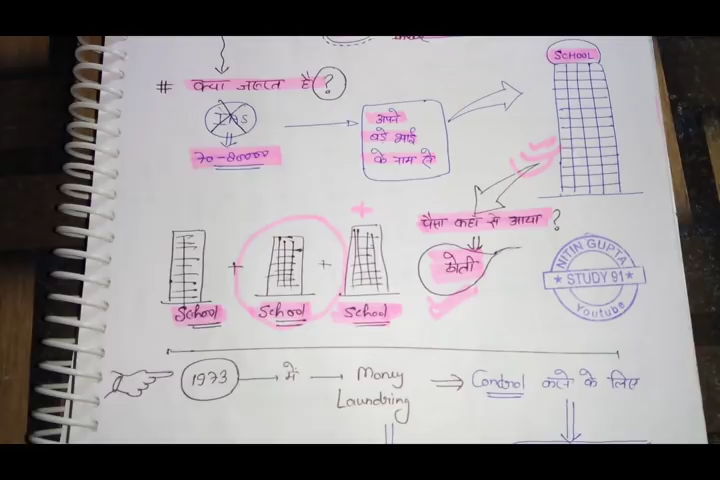 SCHOOL
# क्या जरूरत है ?
IAS
70-80000
अपने
बड़े भाई
के नाम से
पैसा कहाँ से आया ?
खेती
School + School + School
NITIN GUPTA
STUDY 91
Youtube
1973 में Money Laundring ⇒ Control करने के लिए